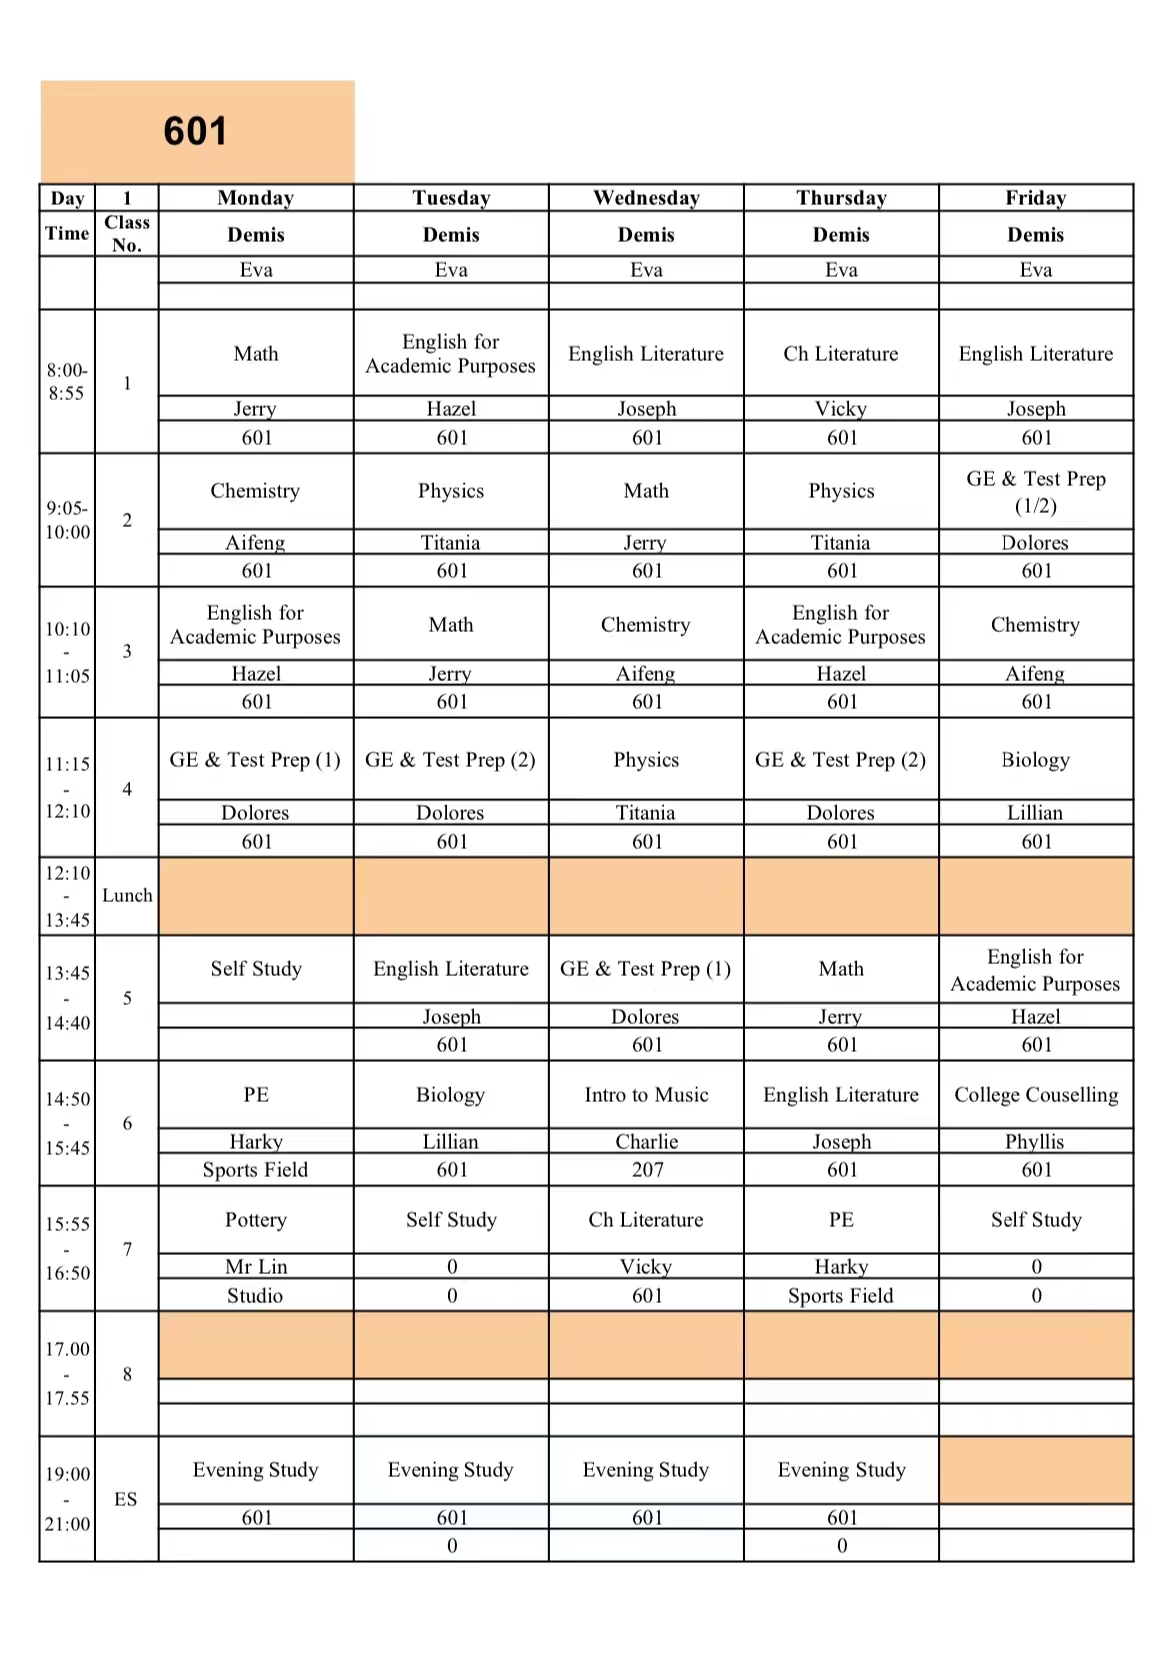 601
Day 1 Monday Tuesday Wednesday Thursday Friday
Time Class No. Demis Demis Demis Demis Demis
Eva Eva Eva Eva Eva
8:00-
8:55
1
Math English for Academic Purposes English Literature Ch Literature English Literature
Jerry Hazel Joseph Vicky Joseph
601 601 601 601 601
9:05-
10:00
2
Chemistry Physics Math Physics GE & Test Prep (1/2)
Aifeng Titania Jerry Titania Dolores
601 601 601 601 601
10:10
-
11:05
3
English for Academic Purposes Math Chemistry English for Academic Purposes Chemistry
Hazel Jerry Aifeng Hazel Aifeng
601 601 601 601 601
11:15
-
12:10
4
GE & Test Prep (1) GE & Test Prep (2) Physics GE & Test Prep (2) Biology
Dolores Dolores Titania Dolores Lillian
601 601 601 601 601
12:10
-
13:45
Lunch
13:45
-
14:40
5
Self Study English Literature GE & Test Prep (1) Math English for Academic Purposes
Joseph Dolores Jerry Hazel
601 601 601 601
14:50
-
15:45
6
PE Biology Intro to Music English Literature College Couselling
Harky Lillian Charlie Joseph Phyllis
Sports Field 601 207 601 601
15:55
-
16:50
7
Pottery Self Study Ch Literature PE Self Study
Mr Lin 0 Vicky Harky 0
Studio 0 601 Sports Field 0
17.00
-
17.55
8
19:00
-
21:00
ES
Evening Study Evening Study Evening Study Evening Study
601 601 601 601
0 0